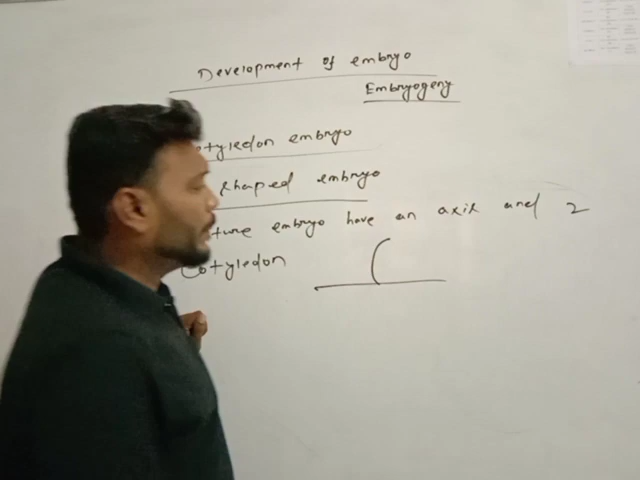 Development of embryo
Embryogeny
otyledon embryo
shaped embryo
ture embryo have an axis and 2
Cotyledon